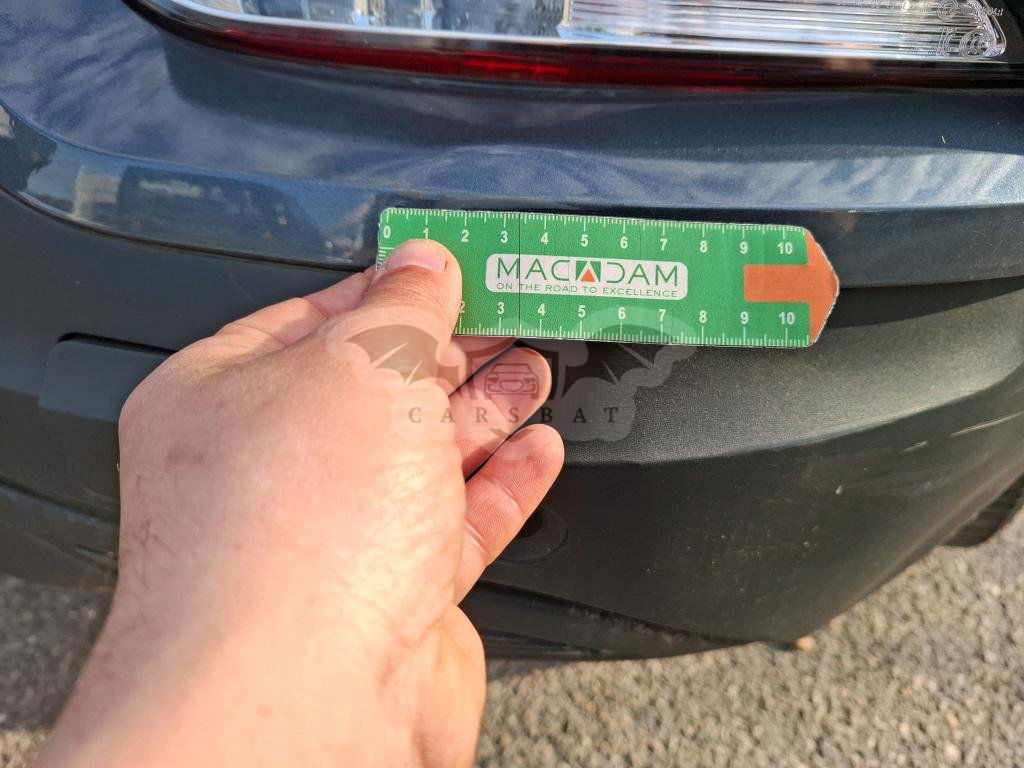 0 1 2 3 4 5 6 7 8 9 10
MACADAM
ON THE ROAD TO EXCELLENCE
2 3 4 5 6 7 8 9 10
CARSBAT